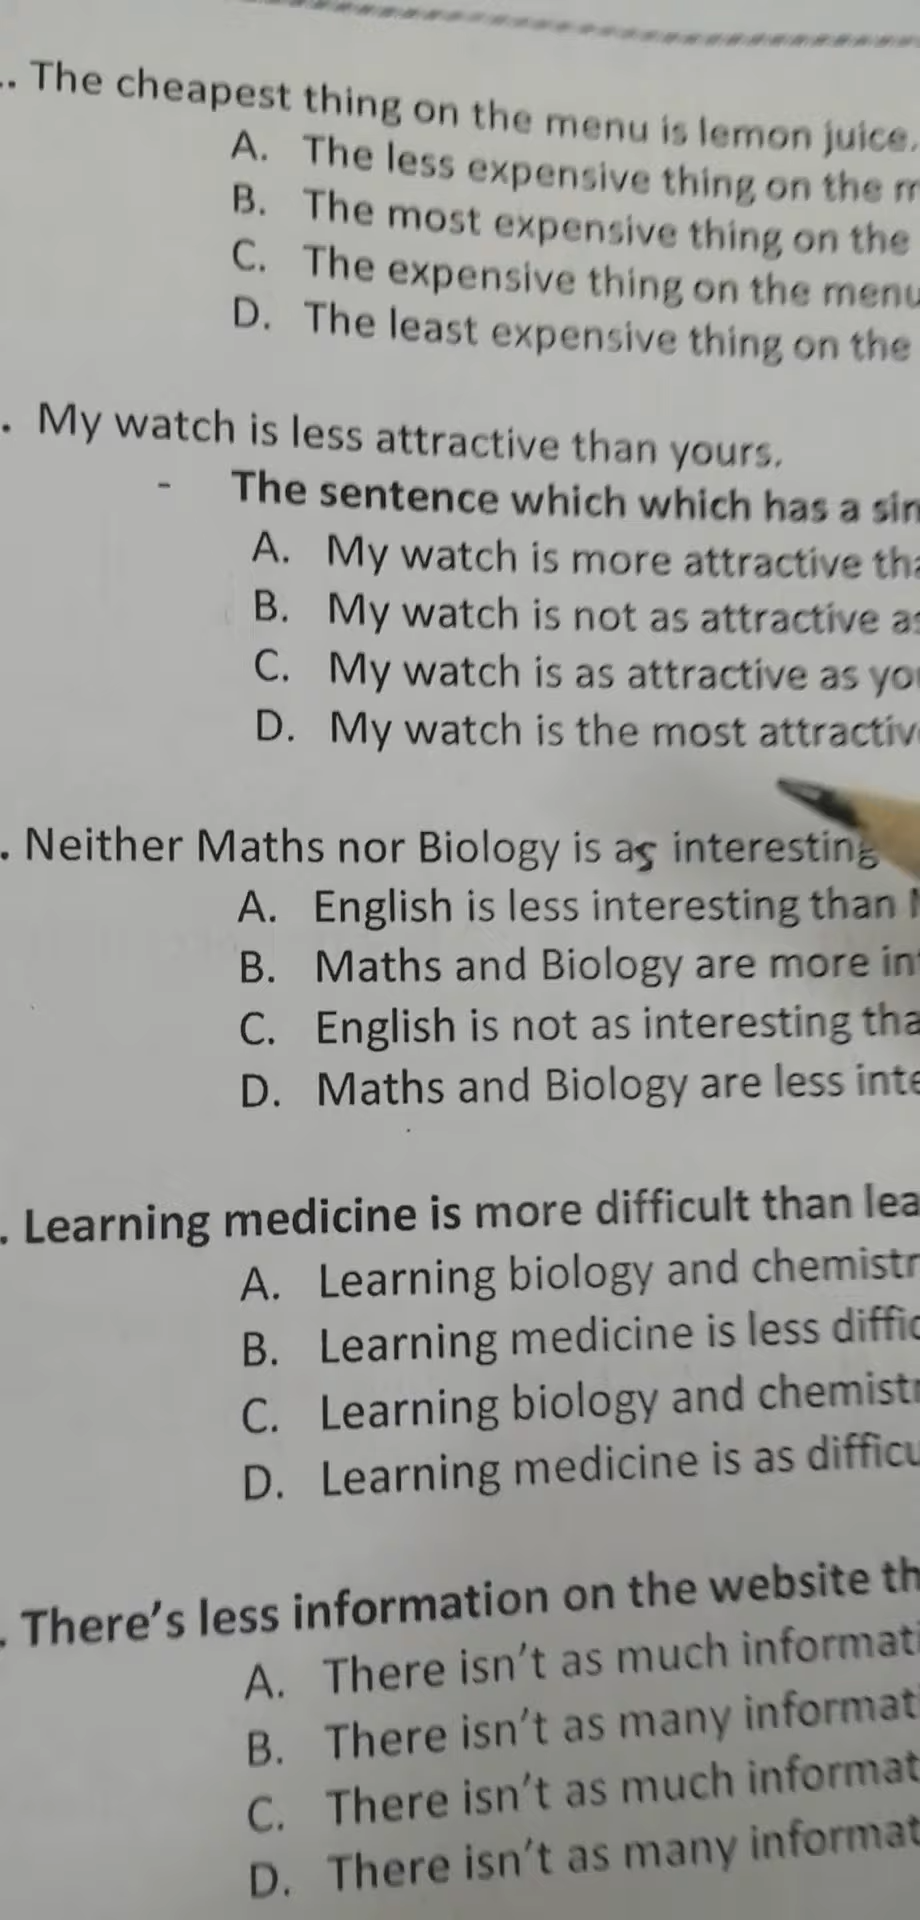 . The cheapest thing on the menu is lemon juice.
A. The less expensive thing on the
B. The most expensive thing on the
C. The expensive thing on the menu
D. The least expensive thing on the
. My watch is less attractive than yours.
- The sentence which which has a
A. My watch is more attractive
B. My watch is not as attractive
C. My watch is as attractive as
D. My watch is the most
. Neither Maths nor Biology is as interesting
A. English is less interesting than
B. Maths and Biology are more
C. English is not as interesting
D. Maths and Biology are less
. Learning medicine is more difficult than
A. Learning biology and
B. Learning medicine is less
C. Learning biology and
D. Learning medicine is as
. There's less information on the website
A. There isn't as much
B. There isn't as many
C. There isn't as much
D. There isn't as many